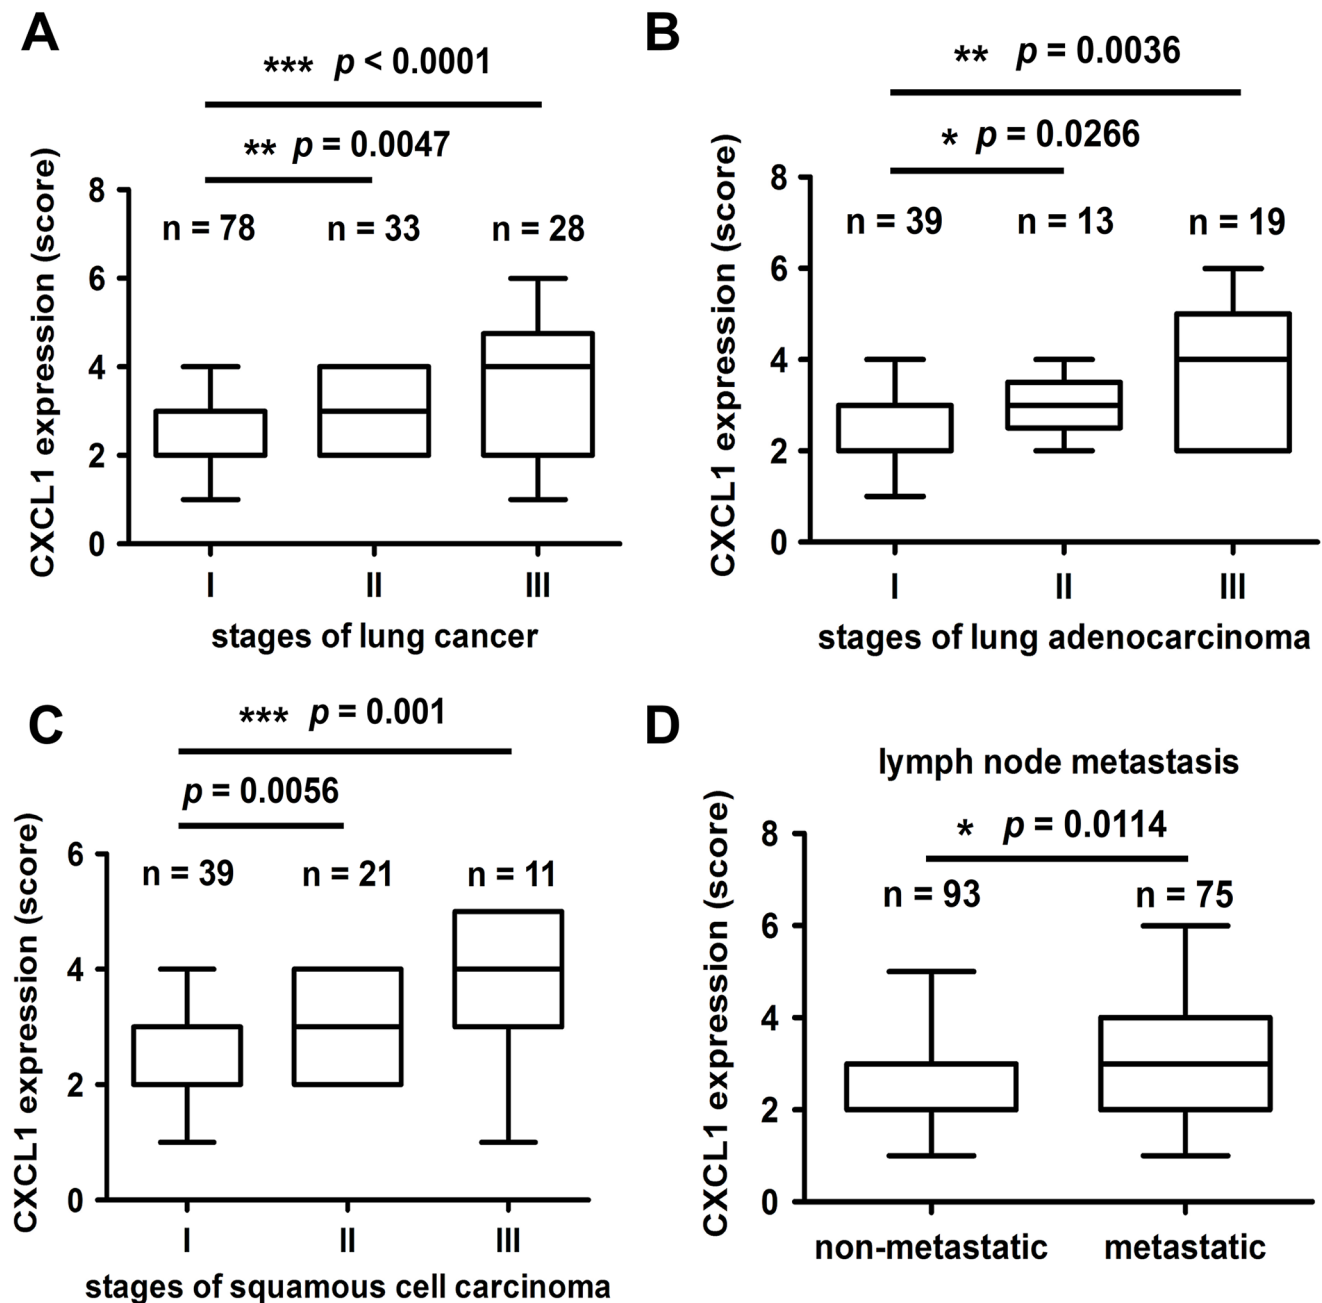 A
*** p < 0.0001
** p = 0.0047
CXCL1 expression (score)
8
6
4
2
0
n = 78
n = 33
n = 28
I
II
III
stages of lung cancer
B
** p = 0.0036
* p = 0.0266
CXCL1 expression (score)
8
6
4
2
0
n = 39
n = 13
n = 19
I
II
III
stages of lung adenocarcinoma
C
*** p = 0.001
p = 0.0056
CXCL1 expression (score)
6
4
2
0
n = 39
n = 21
n = 11
I
II
III
stages of squamous cell carcinoma
D
lymph node metastasis
* p = 0.0114
CXCL1 expression (score)
8
6
4
2
0
n = 93
n = 75
non-metastatic
metastatic